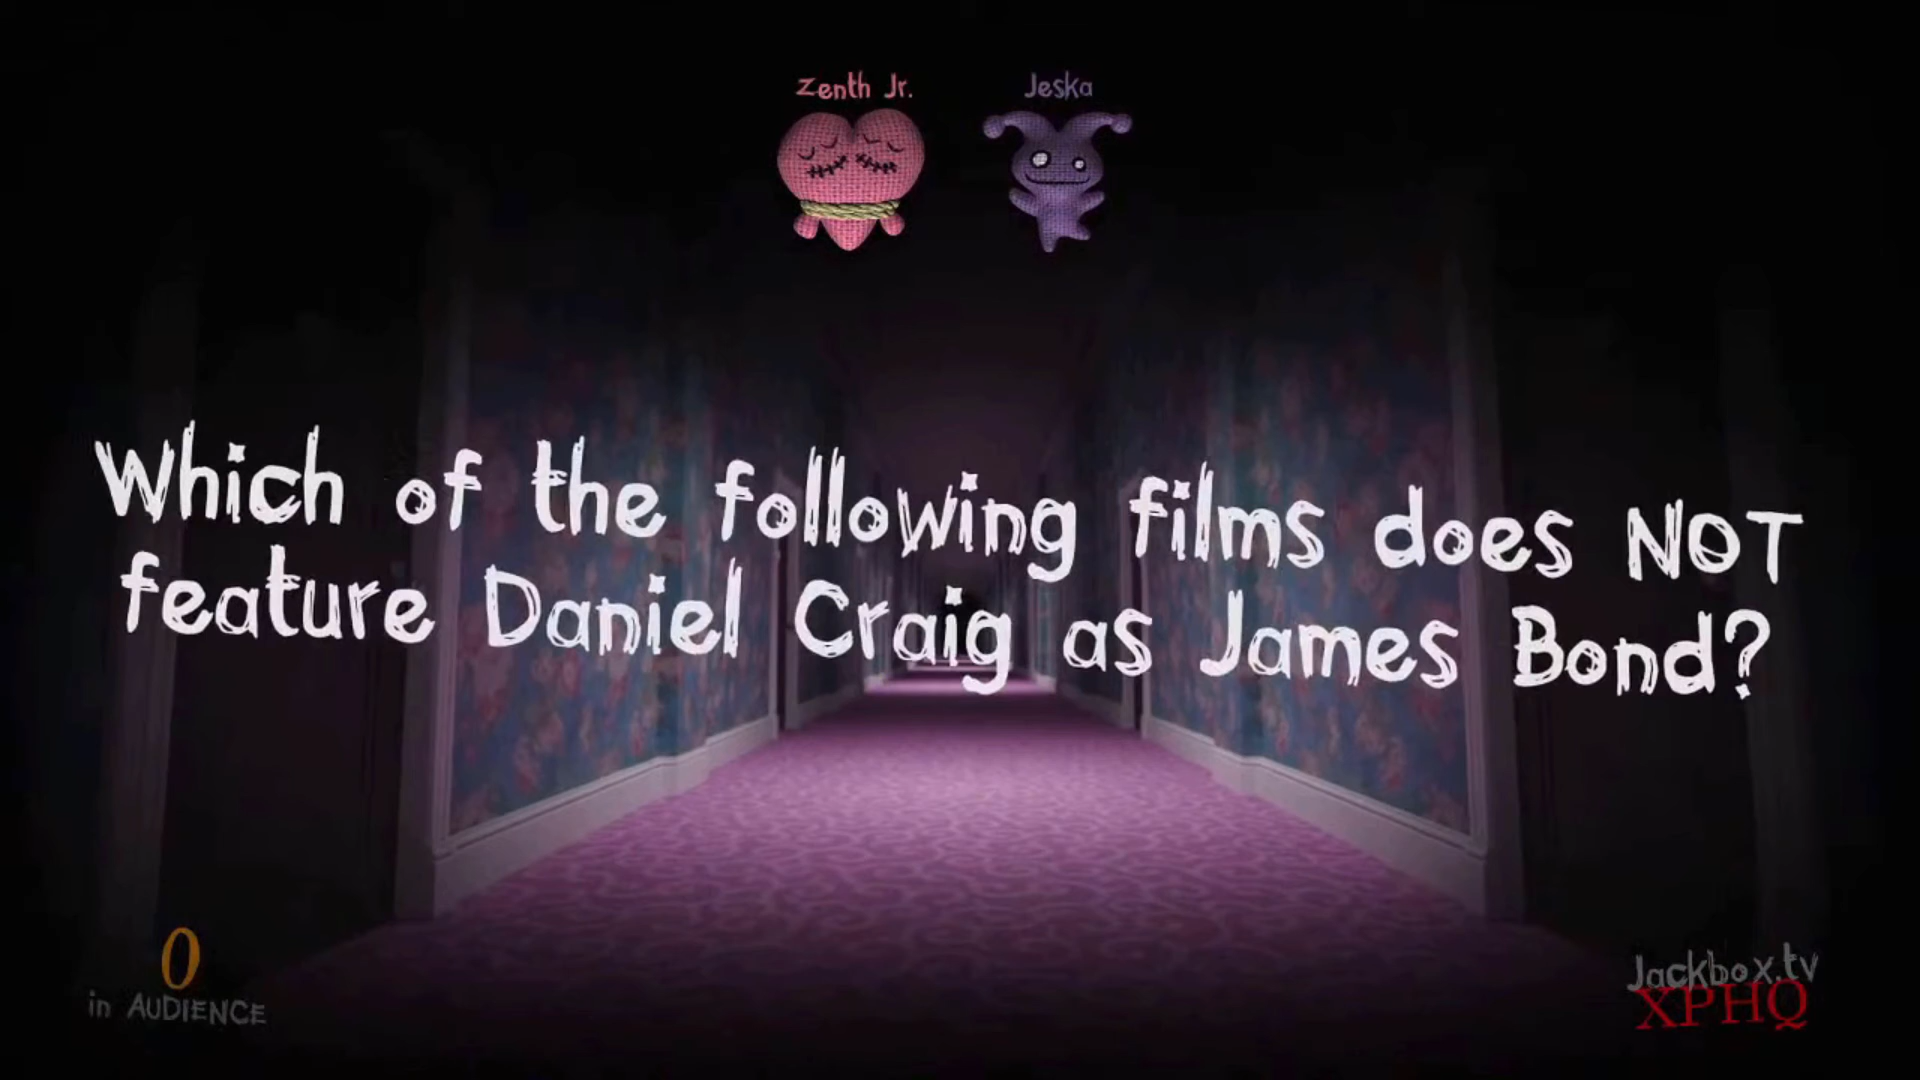 Zenth Jr.
Jeska
Which of the following films does NOT
feature Daniel Craig as James Bond?
0
in AUDIENCE
Jackbox.tv
XPHQ